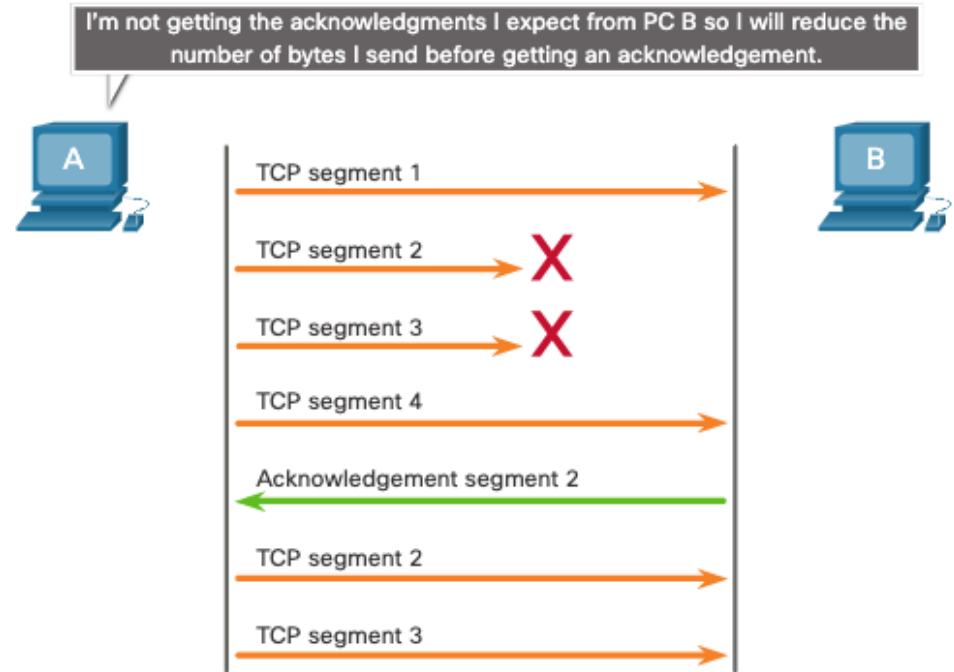 I'm not getting the acknowledgments I expect from PC B so I will reduce the
number of bytes I send before getting an acknowledgement.
A
B
TCP segment 1
TCP segment 2
X
TCP segment 3
X
TCP segment 4
Acknowledgement segment 2
TCP segment 2
TCP segment 3